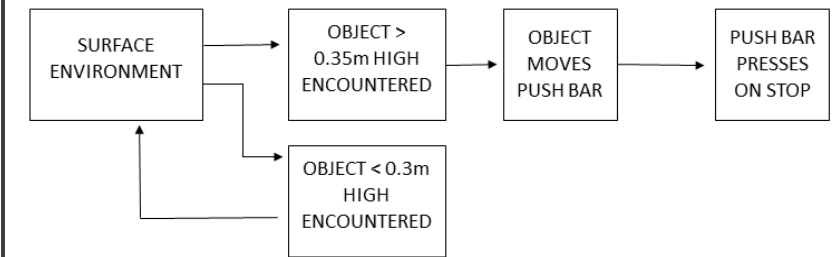 SURFACE
ENVIRONMENT
OBJECT >
0.35m HIGH
ENCOUNTERED
OBJECT
MOVES
PUSH BAR
PUSH BAR
PRESSES
ON STOP
OBJECT < 0.3m
HIGH
ENCOUNTERED